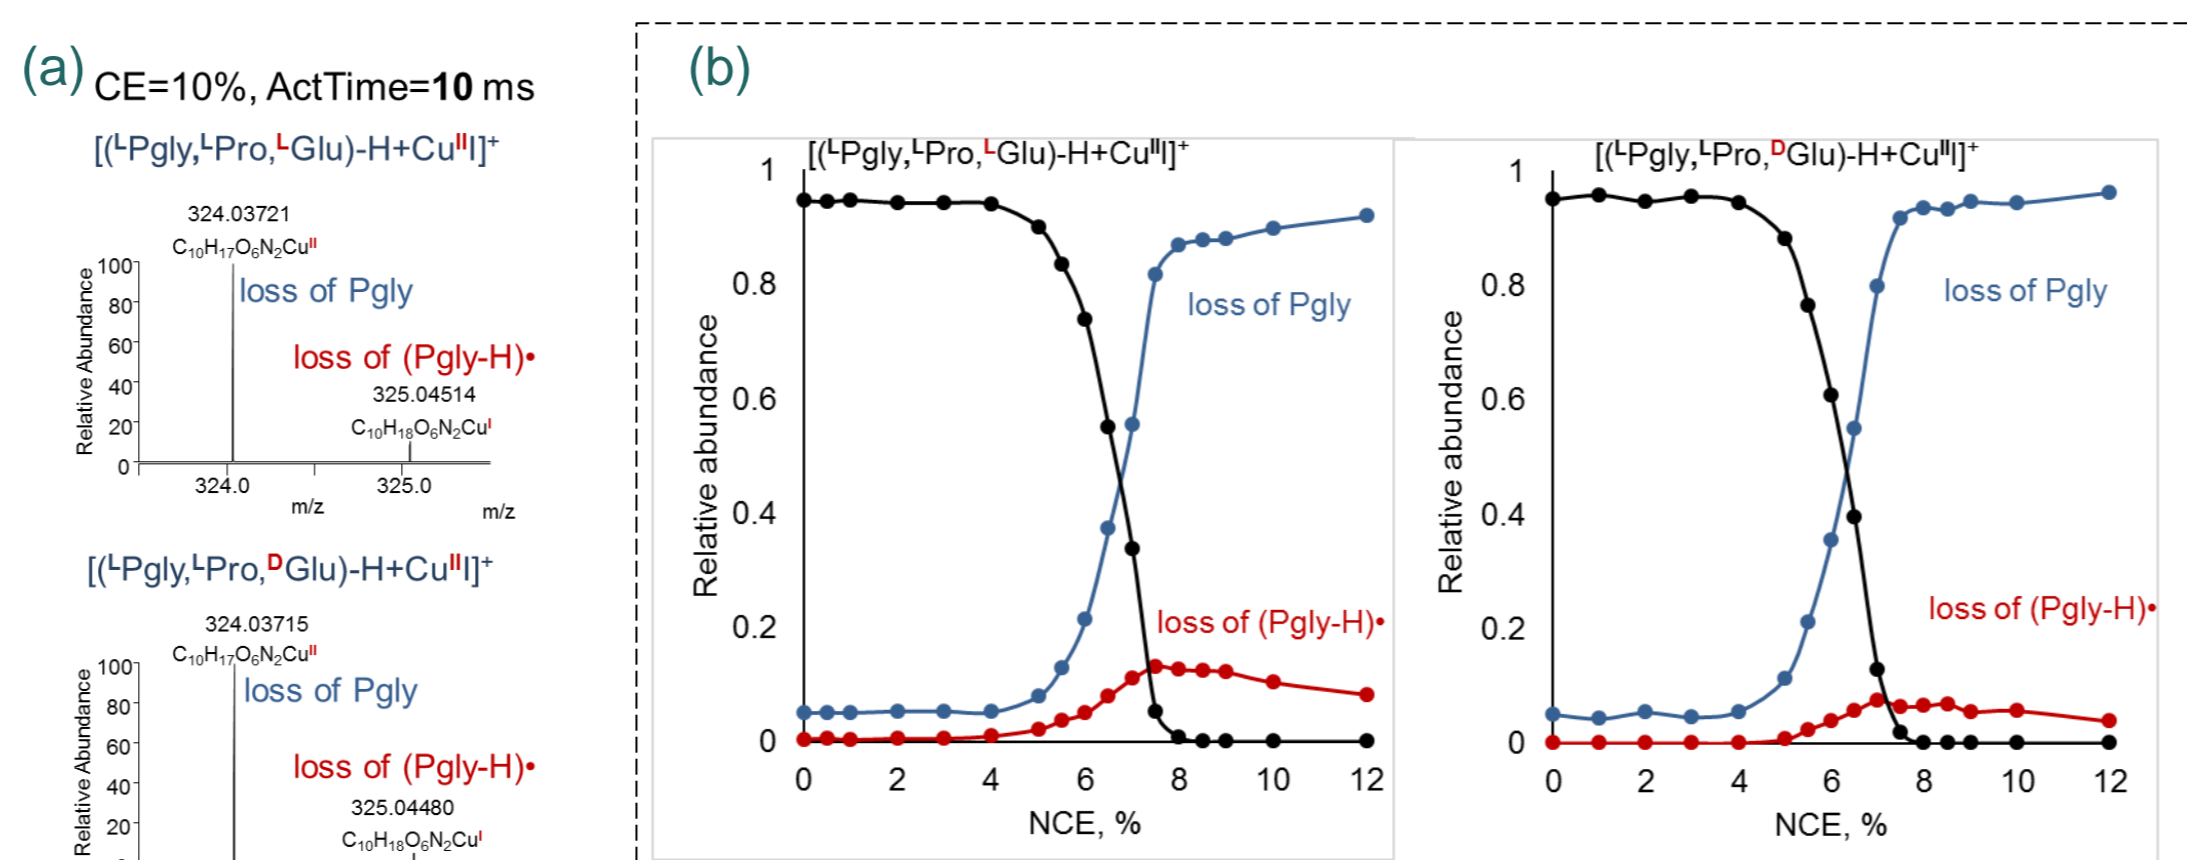 (a)
CE=10%, ActTime=10 ms
[(ᴸPgly,ᴸPro,ᴸGlu)-H+Cuᴵᴵl]⁺
324.03721
C₁₀H₁₇O₆N₂Cuᴵᴵ
loss of Pgly
loss of (Pgly-H)•
325.04514
C₁₀H₁₈O₆N₂Cuᴵ
Relative Abundance
100
80
60
40
20
0
324.0
325.0
m/z
m/z
[(ᴸPgly,ᴸPro,ᴰGlu)-H+Cuᴵᴵl]⁺
324.03715
C₁₀H₁₇O₆N₂Cuᴵᴵ
loss of Pgly
loss of (Pgly-H)•
325.04480
C₁₀H₁₈O₆N₂Cuᴵ
Relative Abundance
100
80
60
40
20
(b)
[(ᴸPgly,ᴸPro,ᴸGlu)-H+Cuᴵᴵl]⁺
Relative abundance
1
0.8
0.6
0.4
0.2
0
loss of Pgly
loss of (Pgly-H)•
0 2 4 6 8 10 12
NCE, %
[(ᴸPgly,ᴸPro,ᴰGlu)-H+Cuᴵᴵl]⁺
Relative abundance
1
0.8
0.6
0.4
0.2
0
loss of Pgly
loss of (Pgly-H)•
0 2 4 6 8 10 12
NCE, %